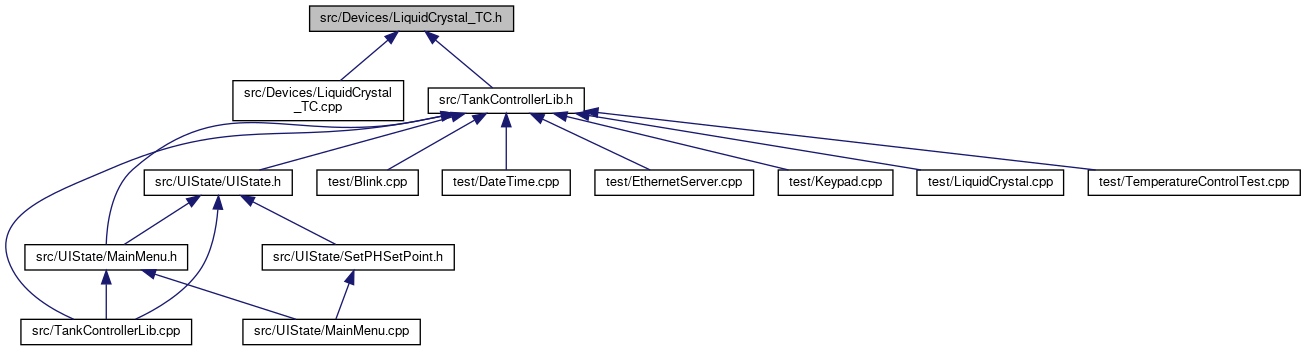 src/Devices/LiquidCrystal_TC.h
src/Devices/LiquidCrystal
_TC.cpp
src/TankControllerLib.h
src/UIState/UIState.h
test/Blink.cpp
test/DateTime.cpp
test/EthernetServer.cpp
test/Keypad.cpp
test/LiquidCrystal.cpp
test/TemperatureControlTest.cpp
src/UIState/MainMenu.h
src/UIState/SetPHSetPoint.h
src/TankControllerLib.cpp
src/UIState/MainMenu.cpp